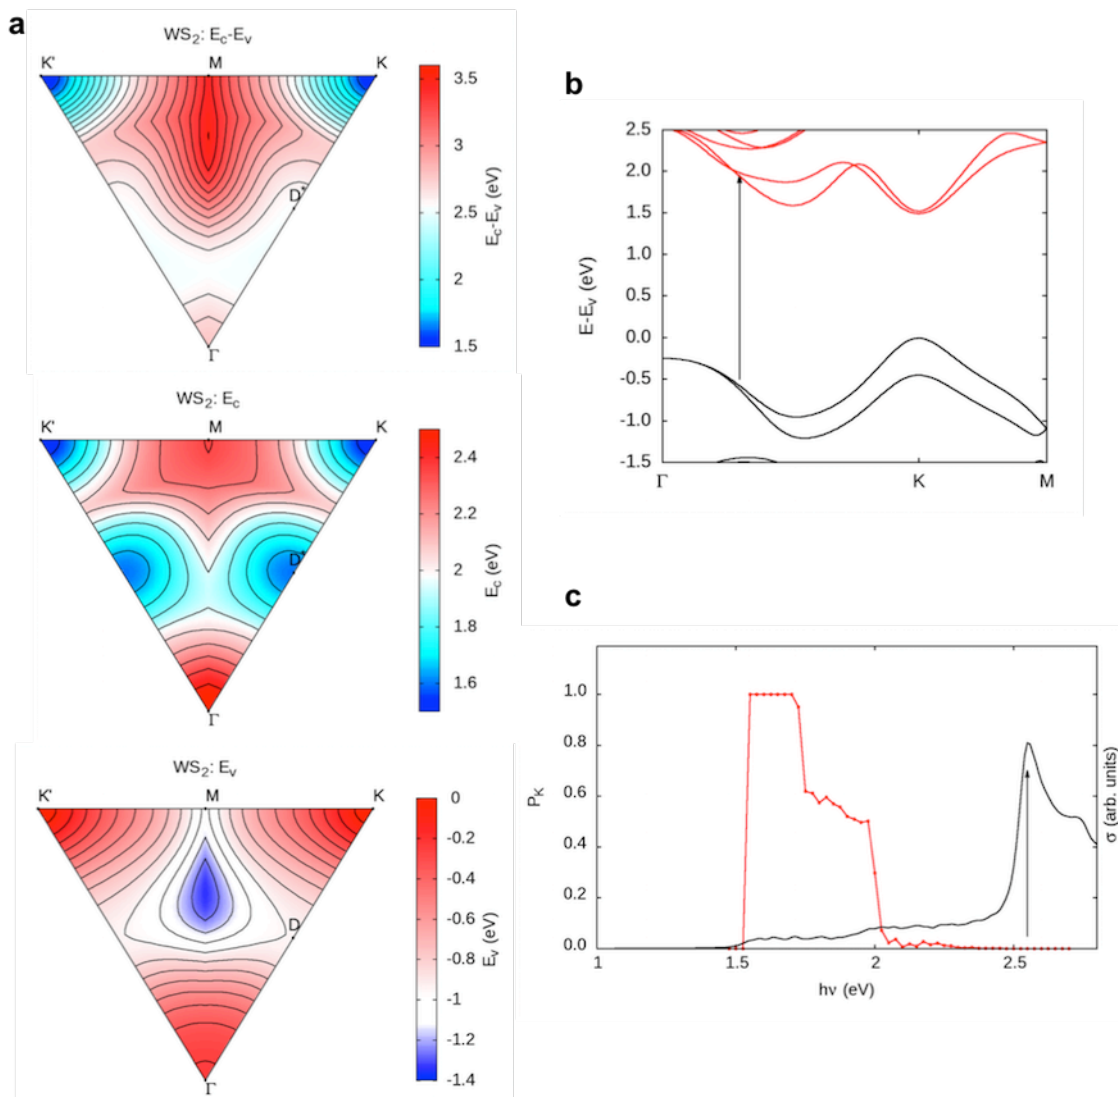 a
WS2: Ec-Ev
K'
M
K
D
Γ
3.5
3
2.5
2
1.5
Ec-Ev (eV)
WS2: Ec
K'
M
K
D
Γ
2.4
2.2
2
1.8
1.6
Ec (eV)
WS2: Ev
K'
M
K
D
Γ
0
-0.2
-0.4
-0.6
-0.8
-1
-1.2
-1.4
Ev (eV)
b
2.5
2.0
1.5
1.0
0.5
0.0
-0.5
-1.0
-1.5
E-Ev (eV)
Γ
K
M
c
1.0
0.8
0.6
0.4
0.2
0.0
PK
1
1.5
2
2.5
hν (eV)
σ (arb. units)